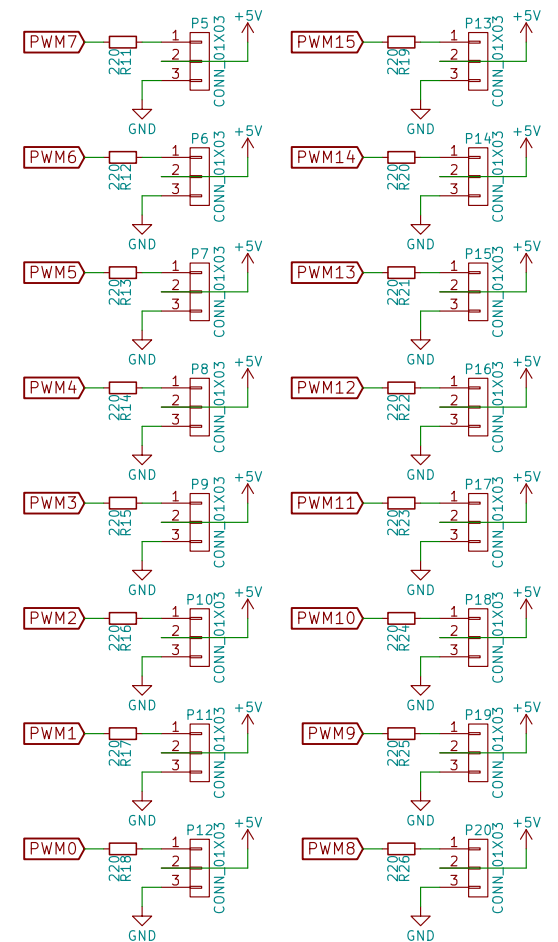 P5 +5V P13 +5V
PWM7 220 R11 1 2 3 CONN_01X03 PWM15 220 R19 1 2 3 CONN_01X03
GND GND
P6 +5V P14 +5V
PWM6 220 R12 1 2 3 CONN_01X03 PWM14 220 R20 1 2 3 CONN_01X03
GND GND
P7 +5V P15 +5V
PWM5 220 R13 1 2 3 CONN_01X03 PWM13 220 R21 1 2 3 CONN_01X03
GND GND
P8 +5V P16 +5V
PWM4 220 R14 1 2 3 CONN_01X03 PWM12 220 R22 1 2 3 CONN_01X03
GND GND
P9 +5V P17 +5V
PWM3 220 R15 1 2 3 CONN_01X03 PWM11 220 R23 1 2 3 CONN_01X03
GND GND
P10 +5V P18 +5V
PWM2 220 R16 1 2 3 CONN_01X03 PWM10 220 R24 1 2 3 CONN_01X03
GND GND
P11 +5V P19 +5V
PWM1 220 R17 1 2 3 CONN_01X03 PWM9 220 R25 1 2 3 CONN_01X03
GND GND
P12 +5V P20 +5V
PWM0 220 R18 1 2 3 CONN_01X03 PWM8 220 R26 1 2 3 CONN_01X03
GND GND